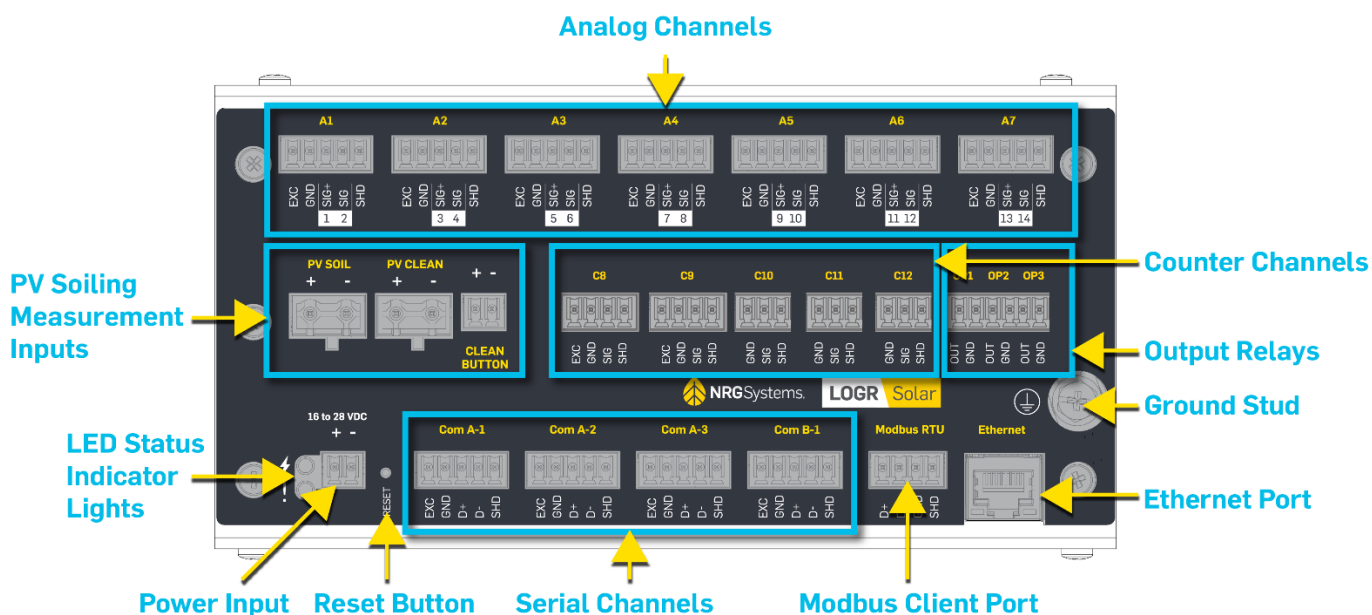 Analog Channels
A1 A2 A3 A4 A5 A6 A7
EXC GND SIG+ SIG SHD EXC GND SIG+ SIG SHD EXC GND SIG+ SIG SHD EXC GND SIG+ SIG SHD EXC GND SIG+ SIG SHD EXC GND SIG+ SIG SHD EXC GND SIG+ SIG SHD
1 2 3 4 5 6 7 8 9 10 11 12 13 14
PV Soiling
Measurement
Inputs
PV SOIL PV CLEAN
+ - + - + -
CLEAN
BUTTON
Counter Channels
C8 C9 C10 C11 C12
EXC GND SIG SHD EXC GND SIG SHD GND SIG SHD GND SIG SHD GND SIG SHD
OP2 OP3
OUT GND OUT GND OUT GND
Output Relays
NRGSystems. LOGR Solar
Ground Stud
LED Status
Indicator
Lights
16 to 28 VDC
+ -
!
RESET
Com A-1 Com A-2 Com A-3 Com B-1 Modbus RTU Ethernet
EXC GND D+ D- SHD EXC GND D+ D- SHD EXC GND D+ D- SHD EXC GND D+ D- SHD D+ SHD
Ethernet Port
Power Input Reset Button Serial Channels Modbus Client Port